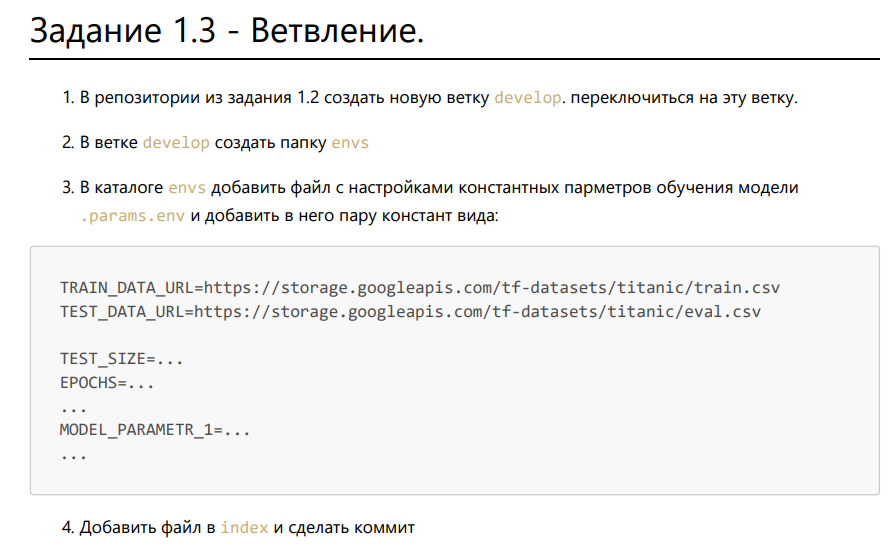 Задание 1.3 - Ветвление.
1. В репозитории из задания 1.2 создать новую ветку develop. переключиться на эту ветку.
2. В ветке develop создать папку envs
3. В каталоге envs добавить файл с настройками константных парметров обучения модели
.params.env и добавить в него пару констант вида:
TRAIN_DATA_URL=https://storage.googleapis.com/tf-datasets/titanic/train.csv
TEST_DATA_URL=https://storage.googleapis.com/tf-datasets/titanic/eval.csv
TEST_SIZE=...
EPOCHS=...
...
MODEL_PARAMETR_1=...
...
4. Добавить файл в index и сделать коммит